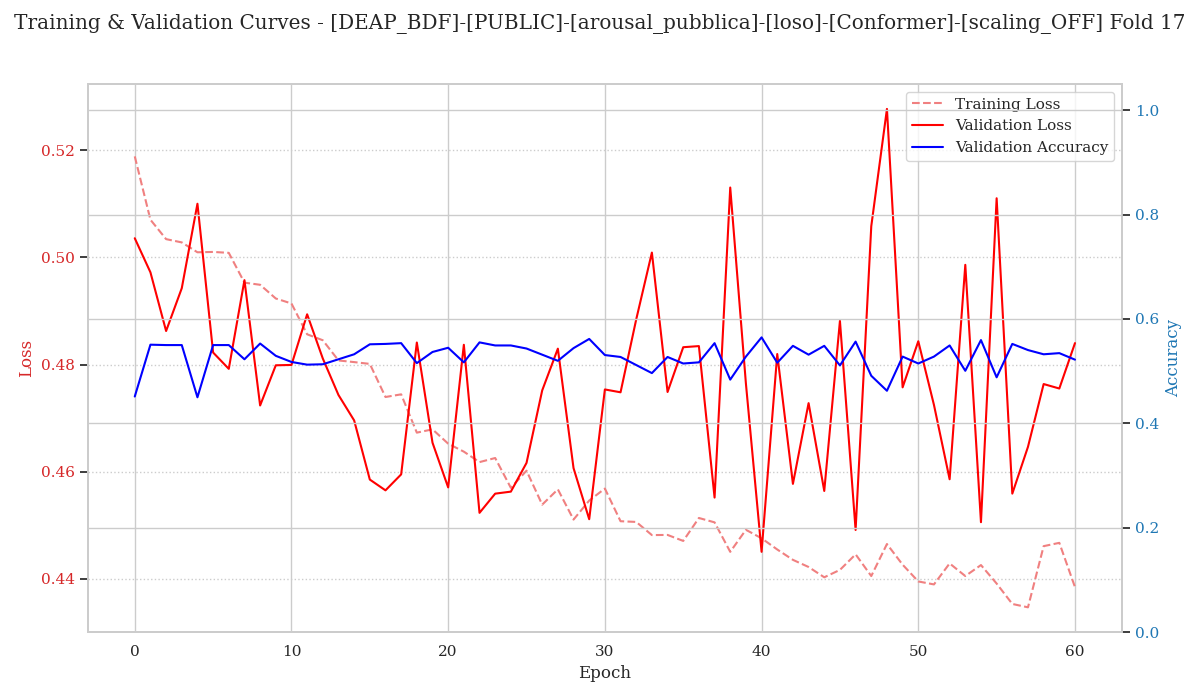 Training & Validation Curves - [DEAP_BDF]-[PUBLIC]-[arousal_pubblica]-[loso]-[Conformer]-[scaling_OFF] Fold 17
Training Loss
Validation Loss
Validation Accuracy
Loss
0.52
0.50
0.48
0.46
0.44
1.0
0.8
0.6
0.4
0.2
0.0
Accuracy
0
10
20
30
40
50
60
Epoch